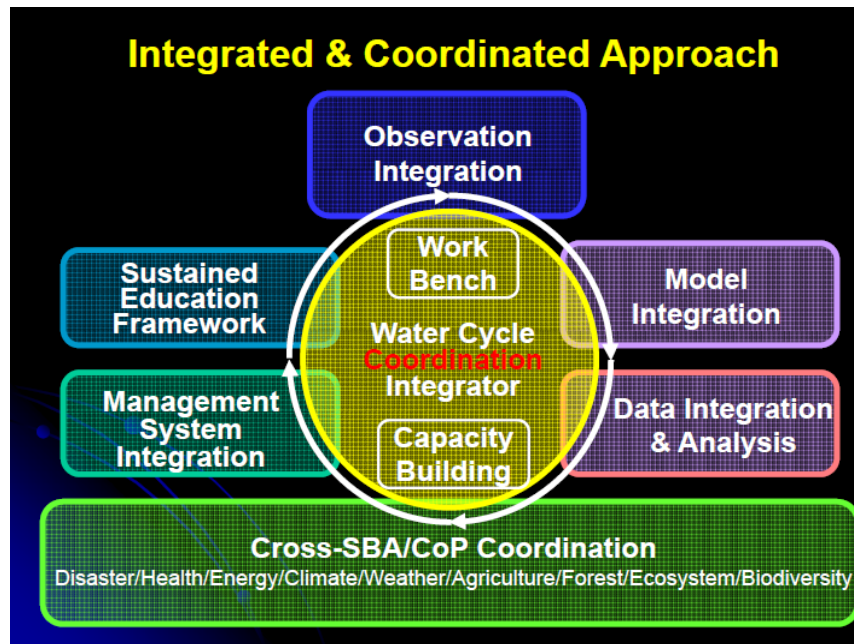 Integrated & Coordinated Approach
Observation
Integration
Sustained
Education
Framework
Work
Bench
Model
Integration
Water Cycle
Coordination
Integrator
Management
System
Integration
Capacity
Building
Data Integration
& Analysis
Cross-SBA/CoP Coordination
Disaster/Health/Energy/Climate/Weather/Agriculture/Forest/Ecosystem/Biodiversity